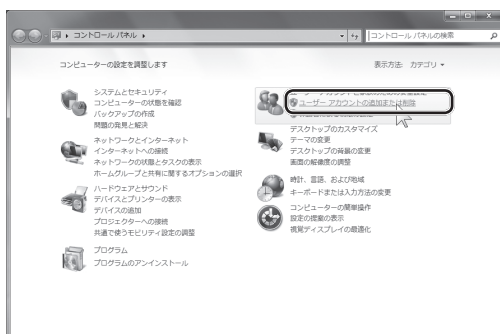 コントロール パネル
コントロール パネルの検索
コンピューターの設定を調整します
表示方法: カテゴリ
システムとセキュリティ
コンピューターの状態を確認
バックアップの作成
問題の発見と解決
ネットワークとインターネット
インターネットへの接続
ネットワークの状態とタスクの表示
ホームグループと共有に関するオプションの選択
ハードウェアとサウンド
デバイスとプリンターの表示
デバイスの追加
プロジェクターへの接続
共通で使うモビリティ設定の調整
プログラム
プログラムのアンインストール
ユーザー アカウントの追加または削除
デスクトップのカスタマイズ
テーマの変更
デスクトップの背景の変更
画面の解像度の調整
時計、言語、および地域
キーボードまたは入力方法の変更
コンピューターの簡単操作
設定の提案の表示
視覚ディスプレイの最適化